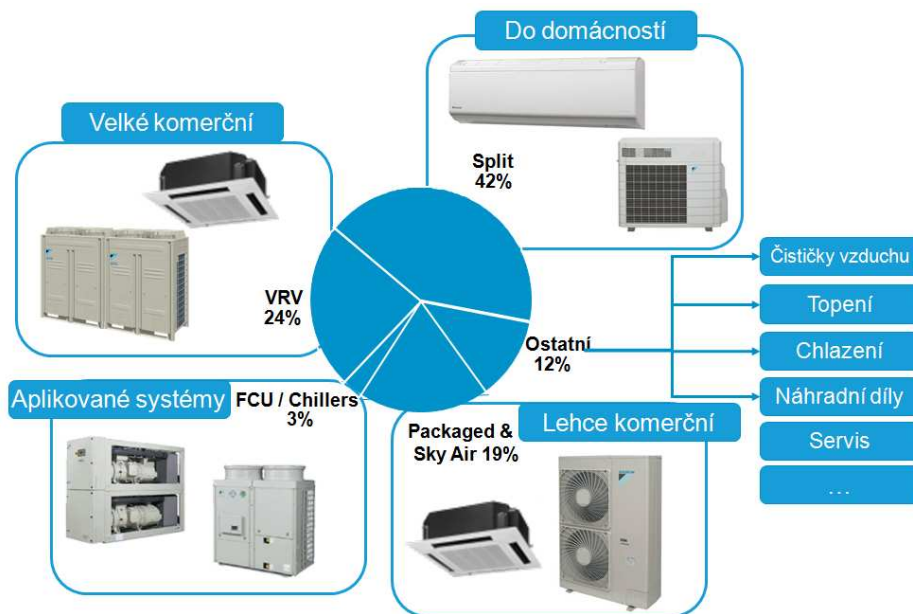 Do domácností
Split
42%
Velké komerční
VRV
24%
Čističky vzduchu
Topení
Chlazení
Náhradní díly
Servis
...
Ostatní
12%
Aplikované systémy
FCU / Chillers
3%
Packaged &
Sky Air 19%
Lehce komerční